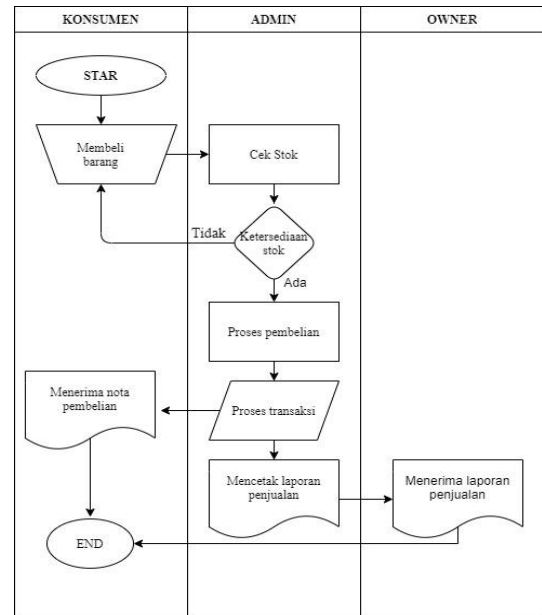 KONSUMEN
ADMIN
OWNER
STAR
Membeli
barang
Cek Stok
Tidak
Ketersediaan
stok
Ada
Proses pembelian
Menerima nota
pembelian
Proses transaksi
Mencetak laporan
penjualan
Menerima laporan
penjualan
END